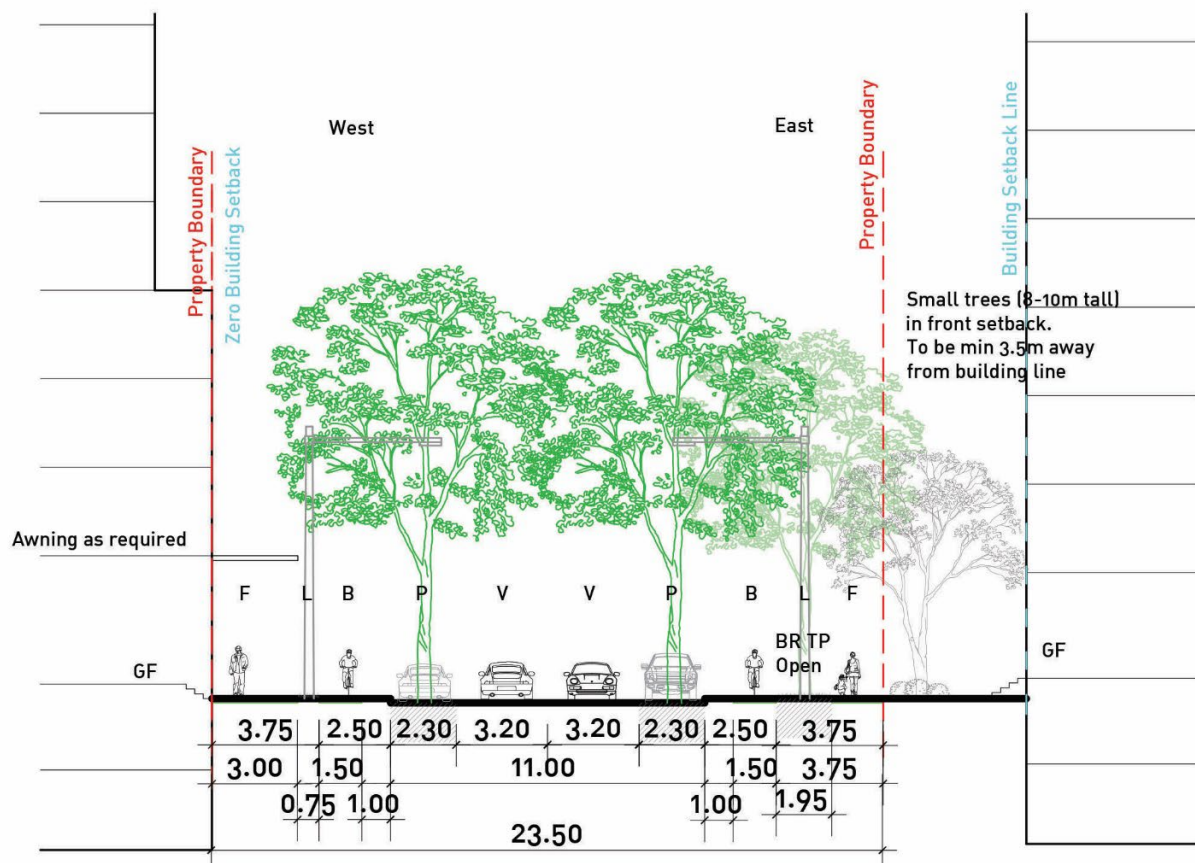 West
East
Property Boundary
Zero Building Setback
Property Boundary
Building Setback Line
Small trees (8-10m tall)
in front setback.
To be min 3.5m away
from building line
Awning as required
F L B P V V P B L F
BR TP
Open
GF
GF
3.75 2.50 2.30 3.20 3.20 2.30 2.50 3.75
3.00 1.50 11.00 1.50 3.75
0.75 1.00 1.00 1.95
23.50